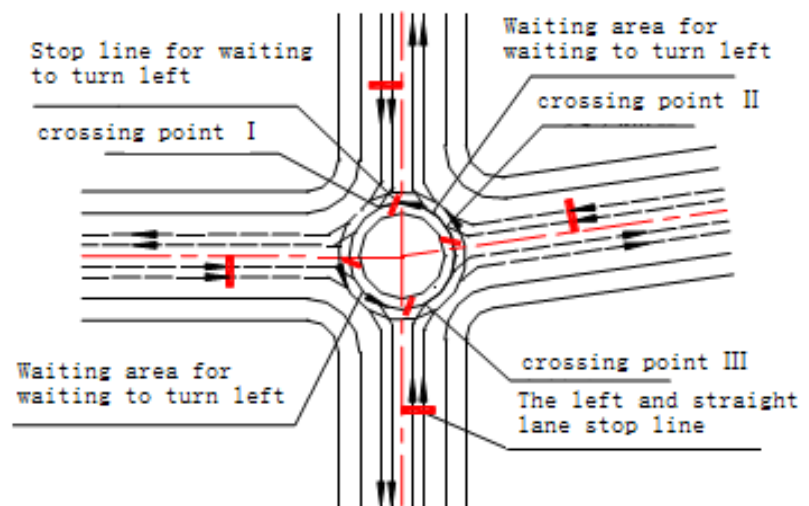 Stop line for waiting
to turn left
Waiting area for
waiting to turn left
crossing point Ⅱ
crossing point Ⅰ
Waiting area for
waiting to turn left
crossing point Ⅲ
The left and straight
lane stop line